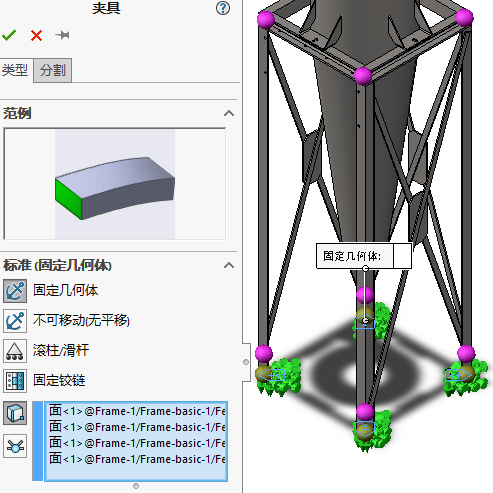 夹具
类型 分割
范例
标准(固定几何体)
固定几何体
不可移动(无平移)
滚柱/滑杆
固定铰链
面<1>@Frame-1/Frame-basic-1/Fe
面<1>@Frame-1/Frame-basic-1/Fe
面<1>@Frame-1/Frame-basic-1/Fe
面<1>@Frame-1/Frame-basic-1/Fe
固定几何体: